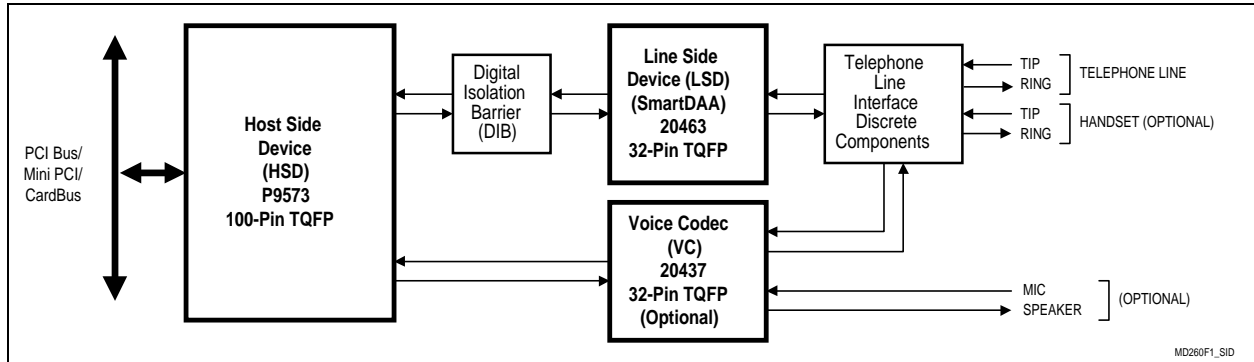 PCI Bus/
Mini PCI/
CardBus
Host Side
Device
(HSD)
P9573
100-Pin TQFP
Digital
Isolation
Barrier
(DIB)
Line Side
Device (LSD)
(SmartDAA)
20463
32-Pin TQFP
Telephone
Line
Interface
Discrete
Components
TIP
RING
TELEPHONE LINE
TIP
RING
HANDSET (OPTIONAL)
Voice Codec
(VC)
20437
32-Pin TQFP
(Optional)
MIC
SPEAKER
(OPTIONAL)
MD260F1_SID